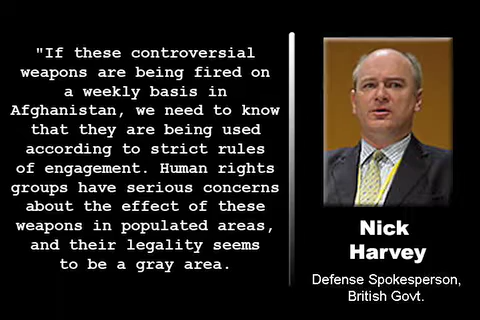 "If these controversial
weapons are being fired on
a weekly basis in
Afghanistan, we need to know
that they are being used
according to strict rules
of engagement. Human rights
groups have serious concerns
about the effect of these
weapons in populated areas,
and their legality seems
to be a gray area.
Nick
Harvey
Defense Spokesperson,
British Govt.